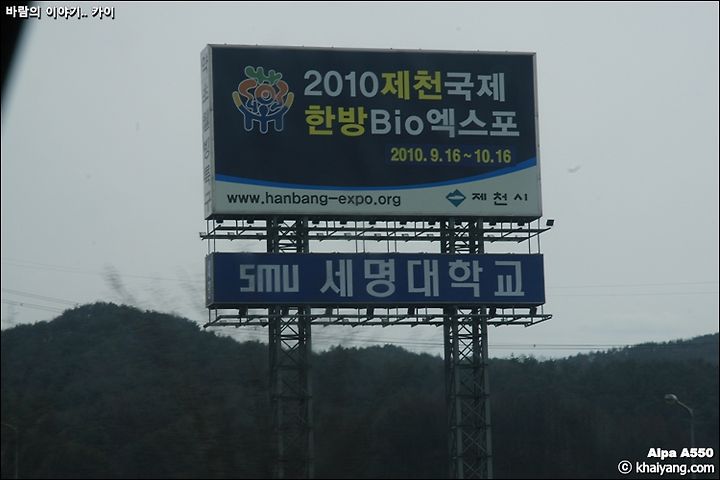 바람의 이야기.. 카이
2010제천국제
한방Bio엑스포
2010. 9. 16 ~ 10. 16
www.hanbang-expo.org
제천시
SMU 세명대학교
Alpa A550
© khaiyang.com